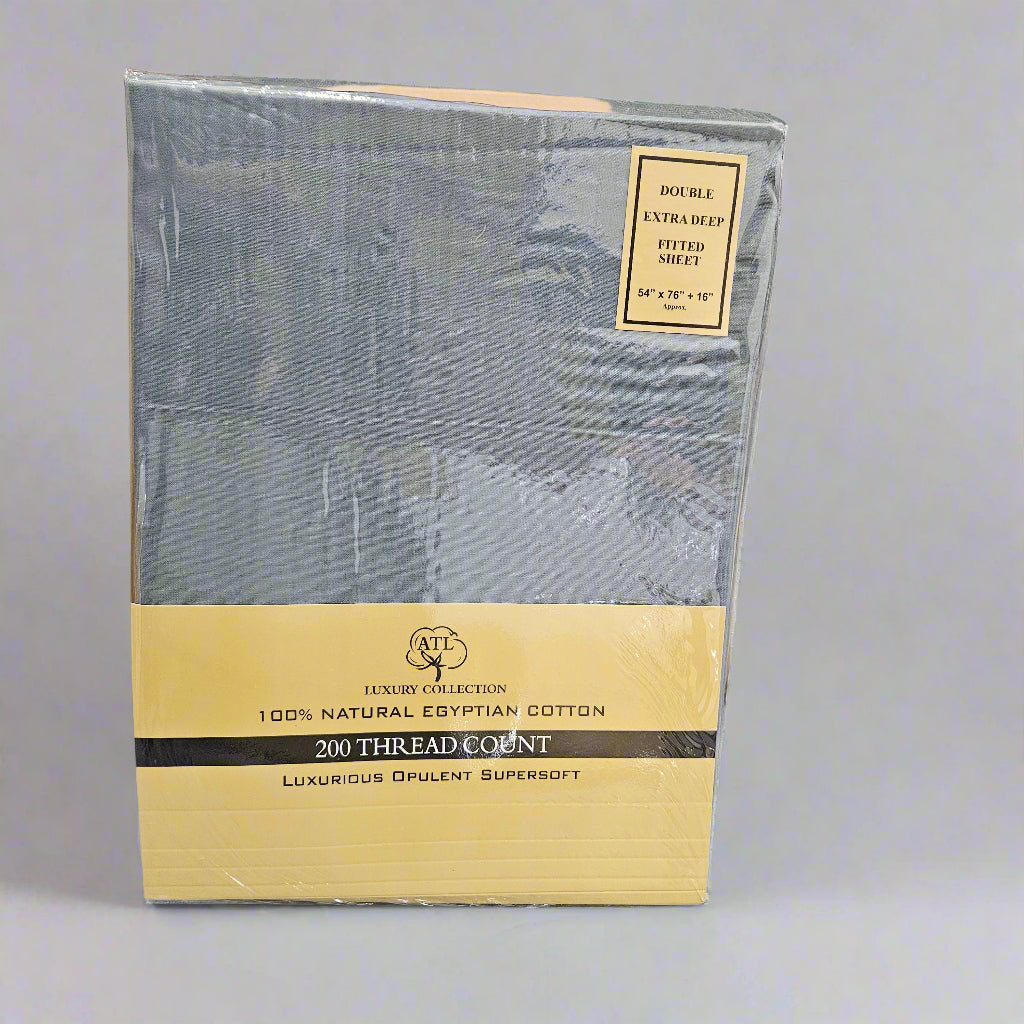 DOUBLE
EXTRA DEEP
FITTED
SHEET
54" x 76" + 16"
Approx.
ATL
LUXURY COLLECTION
100% NATURAL EGYPTIAN COTTON
200 THREAD COUNT
LUXURIOUS OPULENT SUPERSOFT